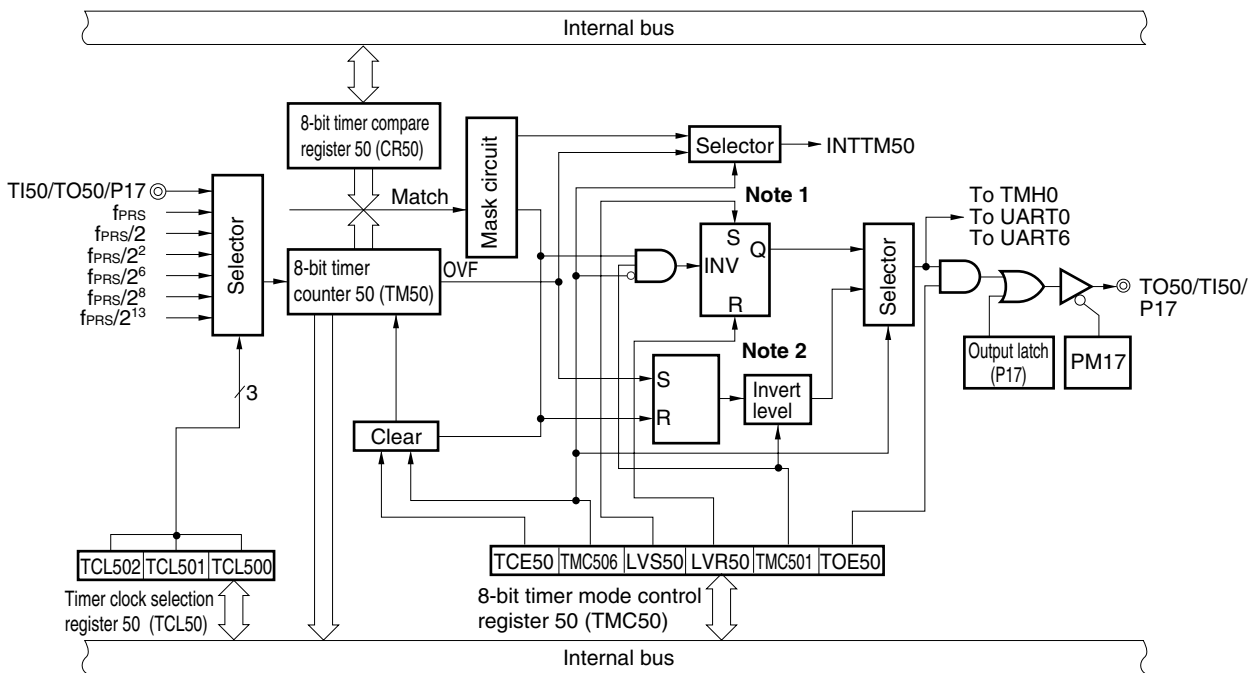 Internal bus
8-bit timer compare
register 50 (CR50)
Mask circuit
Selector
INTTM50
TI50/TO50/P17
fPRS
fPRS/2
fPRS/2²
fPRS/2⁶
fPRS/2⁸
fPRS/2¹³
Selector
Match
Note 1
8-bit timer
counter 50 (TM50)
OVF
S
INV
Q
R
Selector
To TMH0
To UART0
To UART6
TO50/TI50/
P17
Note 2
Output latch
(P17)
PM17
S
R
Invert
level
3
Clear
TCL502 TCL501 TCL500
Timer clock selection
register 50 (TCL50)
TCE50 TMC506 LVS50 LVR50 TMC501 TOE50
8-bit timer mode control
register 50 (TMC50)
Internal bus